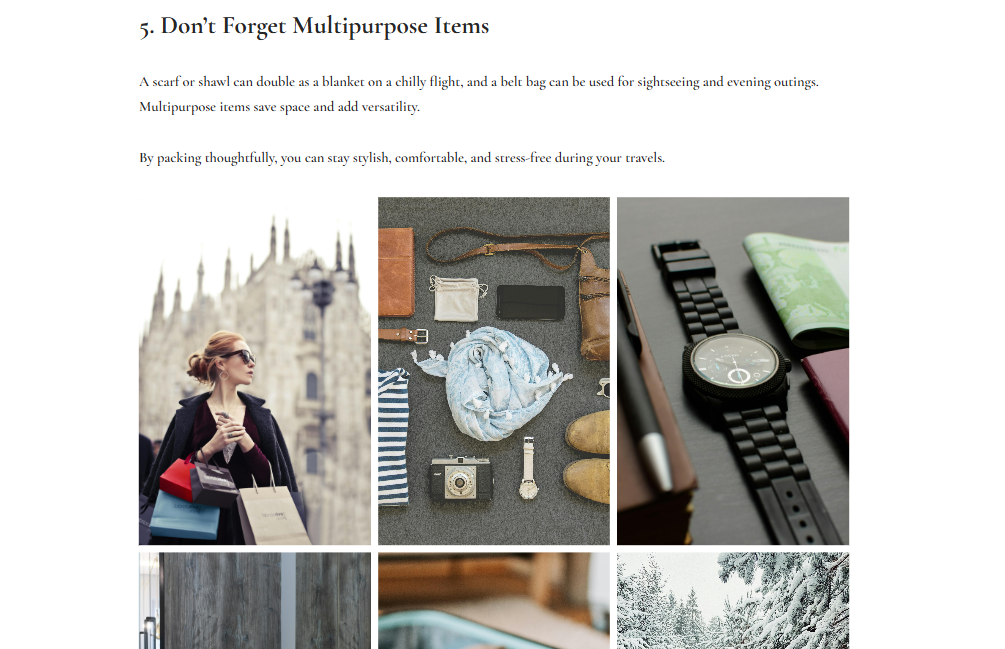 5. Don’t Forget Multipurpose Items
A scarf or shawl can double as a blanket on a chilly flight, and a belt bag can be used for sightseeing and evening outings.
Multipurpose items save space and add versatility.
By packing thoughtfully, you can stay stylish, comfortable, and stress-free during your travels.